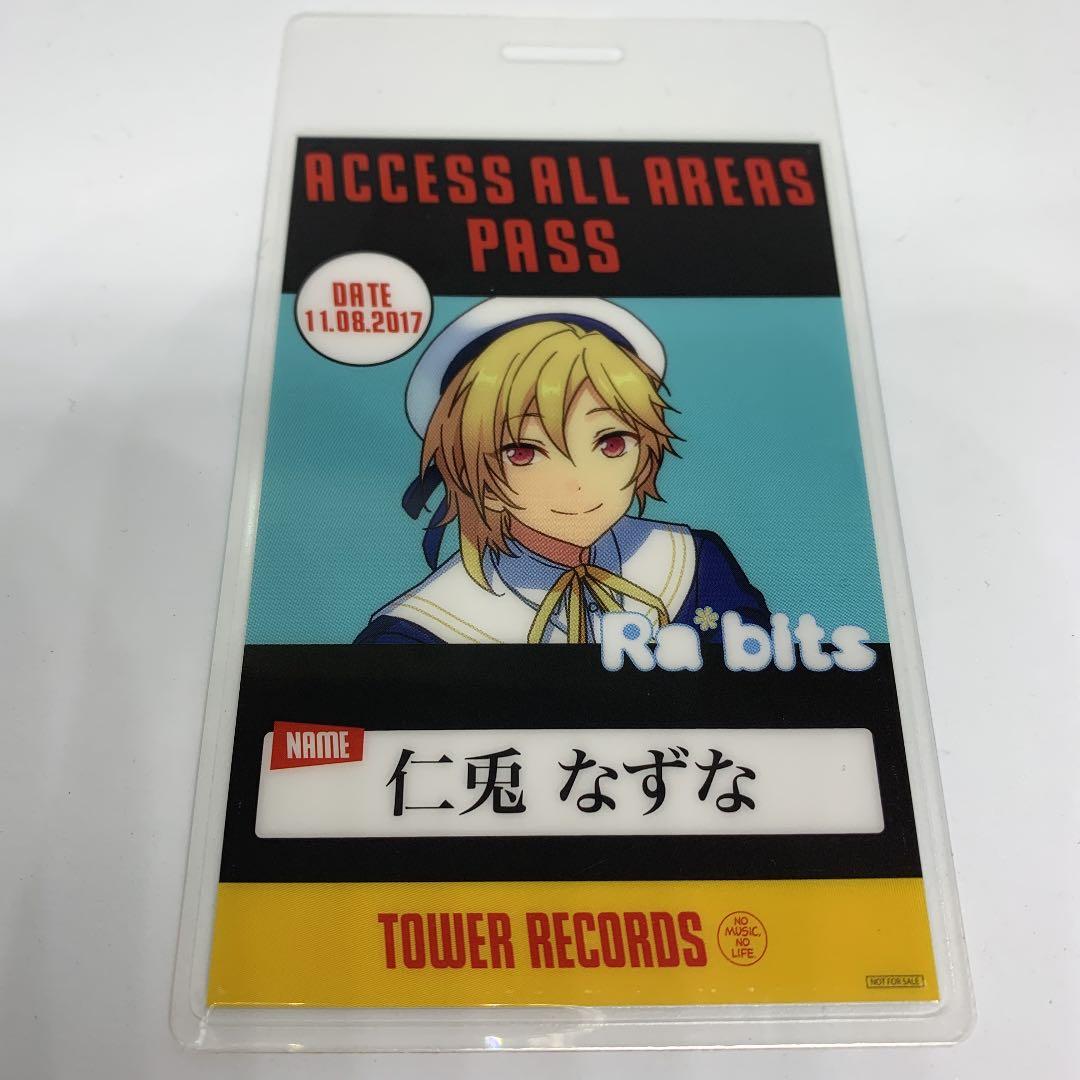 ACCESS ALL AREAS
PASS
DATE
11.08.2017
Ra*bits
NAME
仁兎 なずな
TOWER RECORDS
NO
MUSIC,
NO
LIFE.
NOT FOR SALE